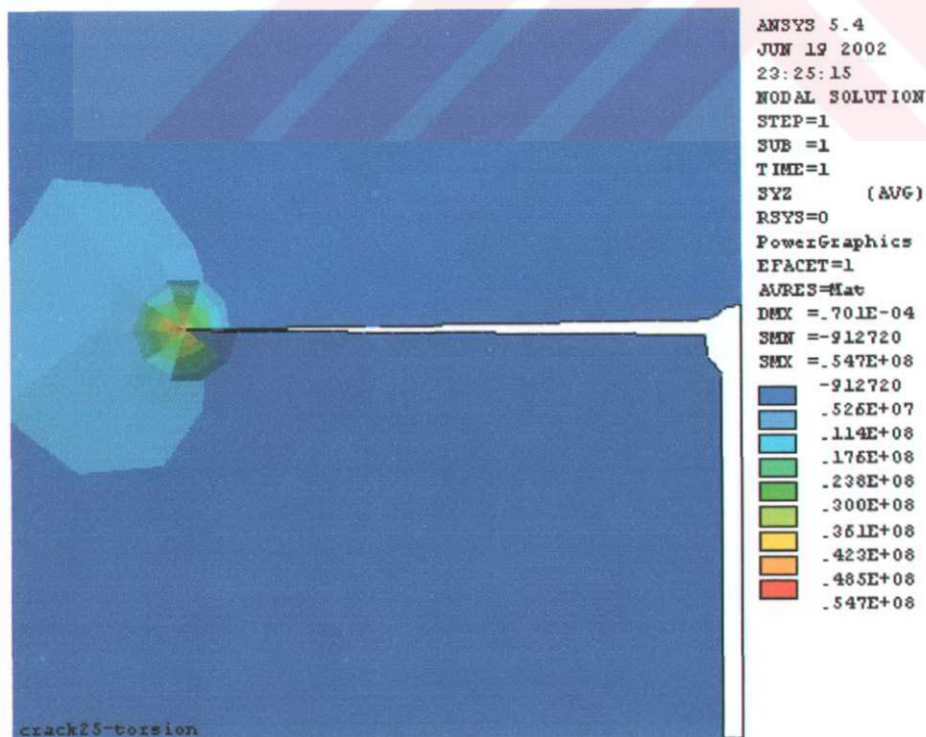 ANSYS 5.4
JUN 19 2002
23:25:15
NODAL SOLUTION
STEP=1
SUB =1
TIME=1
SYZ (AVG)
RSYS=0
PowerGraphics
EFACET=1
AVRES=Mat
DMX =.701E-04
SMN =-912720
SMX =.547E+08
-912720
.526E+07
.114E+08
.176E+08
.238E+08
.300E+08
.361E+08
.423E+08
.485E+08
.547E+08
crack25-torsion